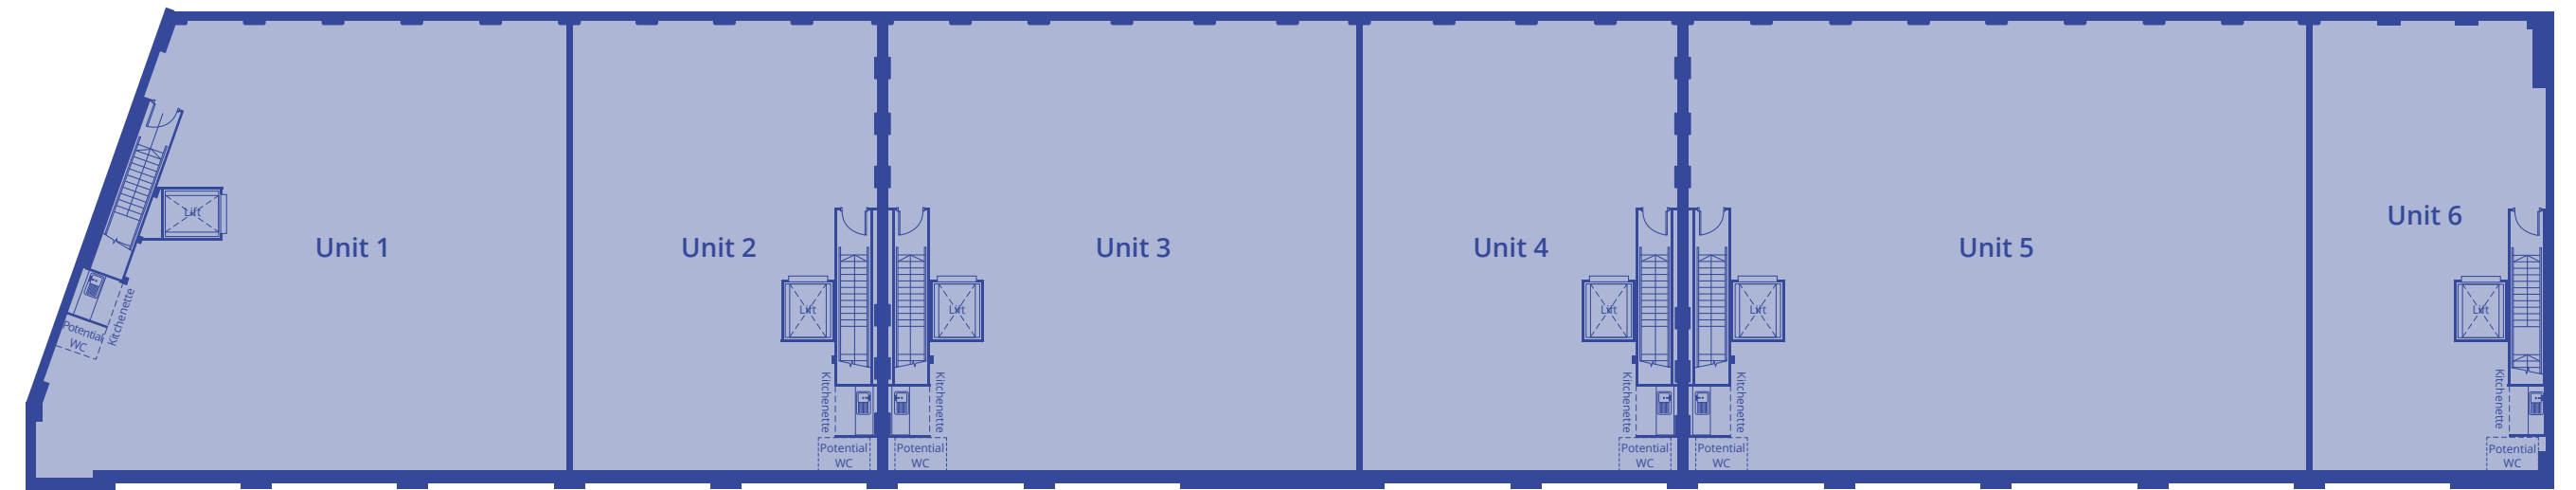 Unit 1
Lift
Kitchenette
Potential
WC
Unit 2
Lift
Kitchenette
Potential
WC
Unit 3
Lift
Kitchenette
Potential
WC
Unit 4
Lift
Kitchenette
Potential
WC
Unit 5
Lift
Kitchenette
Potential
WC
Unit 6
Lift
Kitchenette
Potential
WC